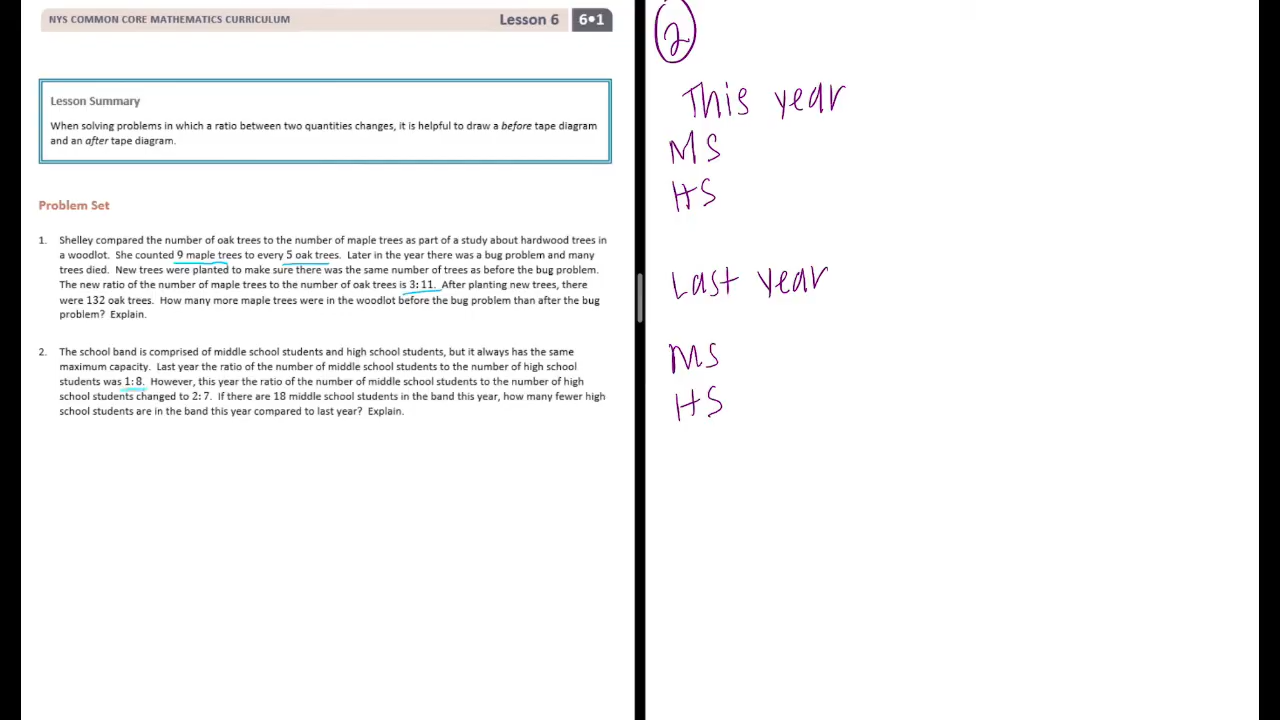 NYS COMMON CORE MATHEMATICS CURRICULUM Lesson 6 6•1
Lesson Summary
When solving problems in which a ratio between two quantities changes, it is helpful to draw a before tape diagram
and an after tape diagram.
Problem Set
1. Shelley compared the number of oak trees to the number of maple trees as part of a study about hardwood trees in
a woodlot. She counted 9 maple trees to every 5 oak trees. Later in the year there was a bug problem and many
trees died. New trees were planted to make sure there was the same number of trees as before the bug problem.
The new ratio of the number of maple trees to the number of oak trees is 3:11. After planting new trees, there
were 132 oak trees. How many more maple trees were in the woodlot before the bug problem than after the bug
problem? Explain.
2. The school band is comprised of middle school students and high school students, but it always has the same
maximum capacity. Last year the ratio of the number of middle school students to the number of high school
students was 1:8. However, this year the ratio of the number of middle school students to the number of high
school students changed to 2:7. If there are 18 middle school students in the band this year, how many fewer high
school students are in the band this year compared to last year? Explain.
2
This year
MS
HS
Last year
MS
HS